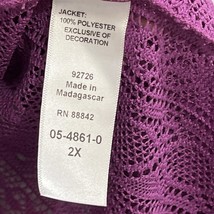 JACKET:
100% POLYESTER
EXCLUSIVE OF
DECORATION
92726
Made in
Madagascar
RN 88842
05-4861-0
2X